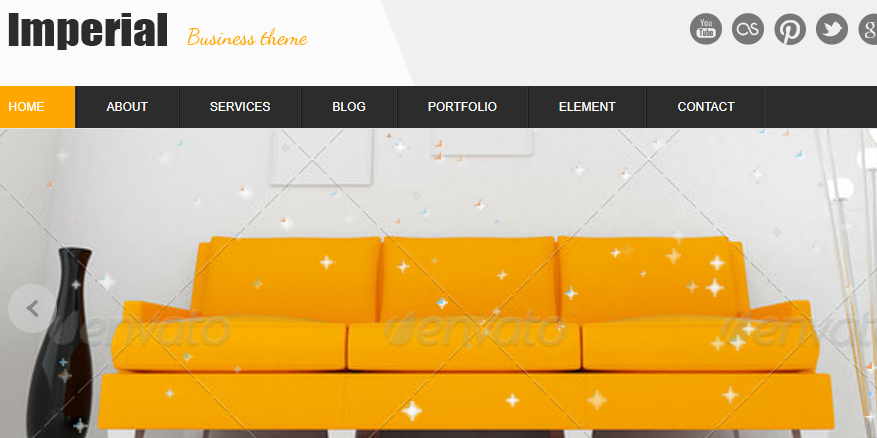 Imperial Business theme
You Tube
HOME ABOUT SERVICES BLOG PORTFOLIO ELEMENT CONTACT
envato envato envato